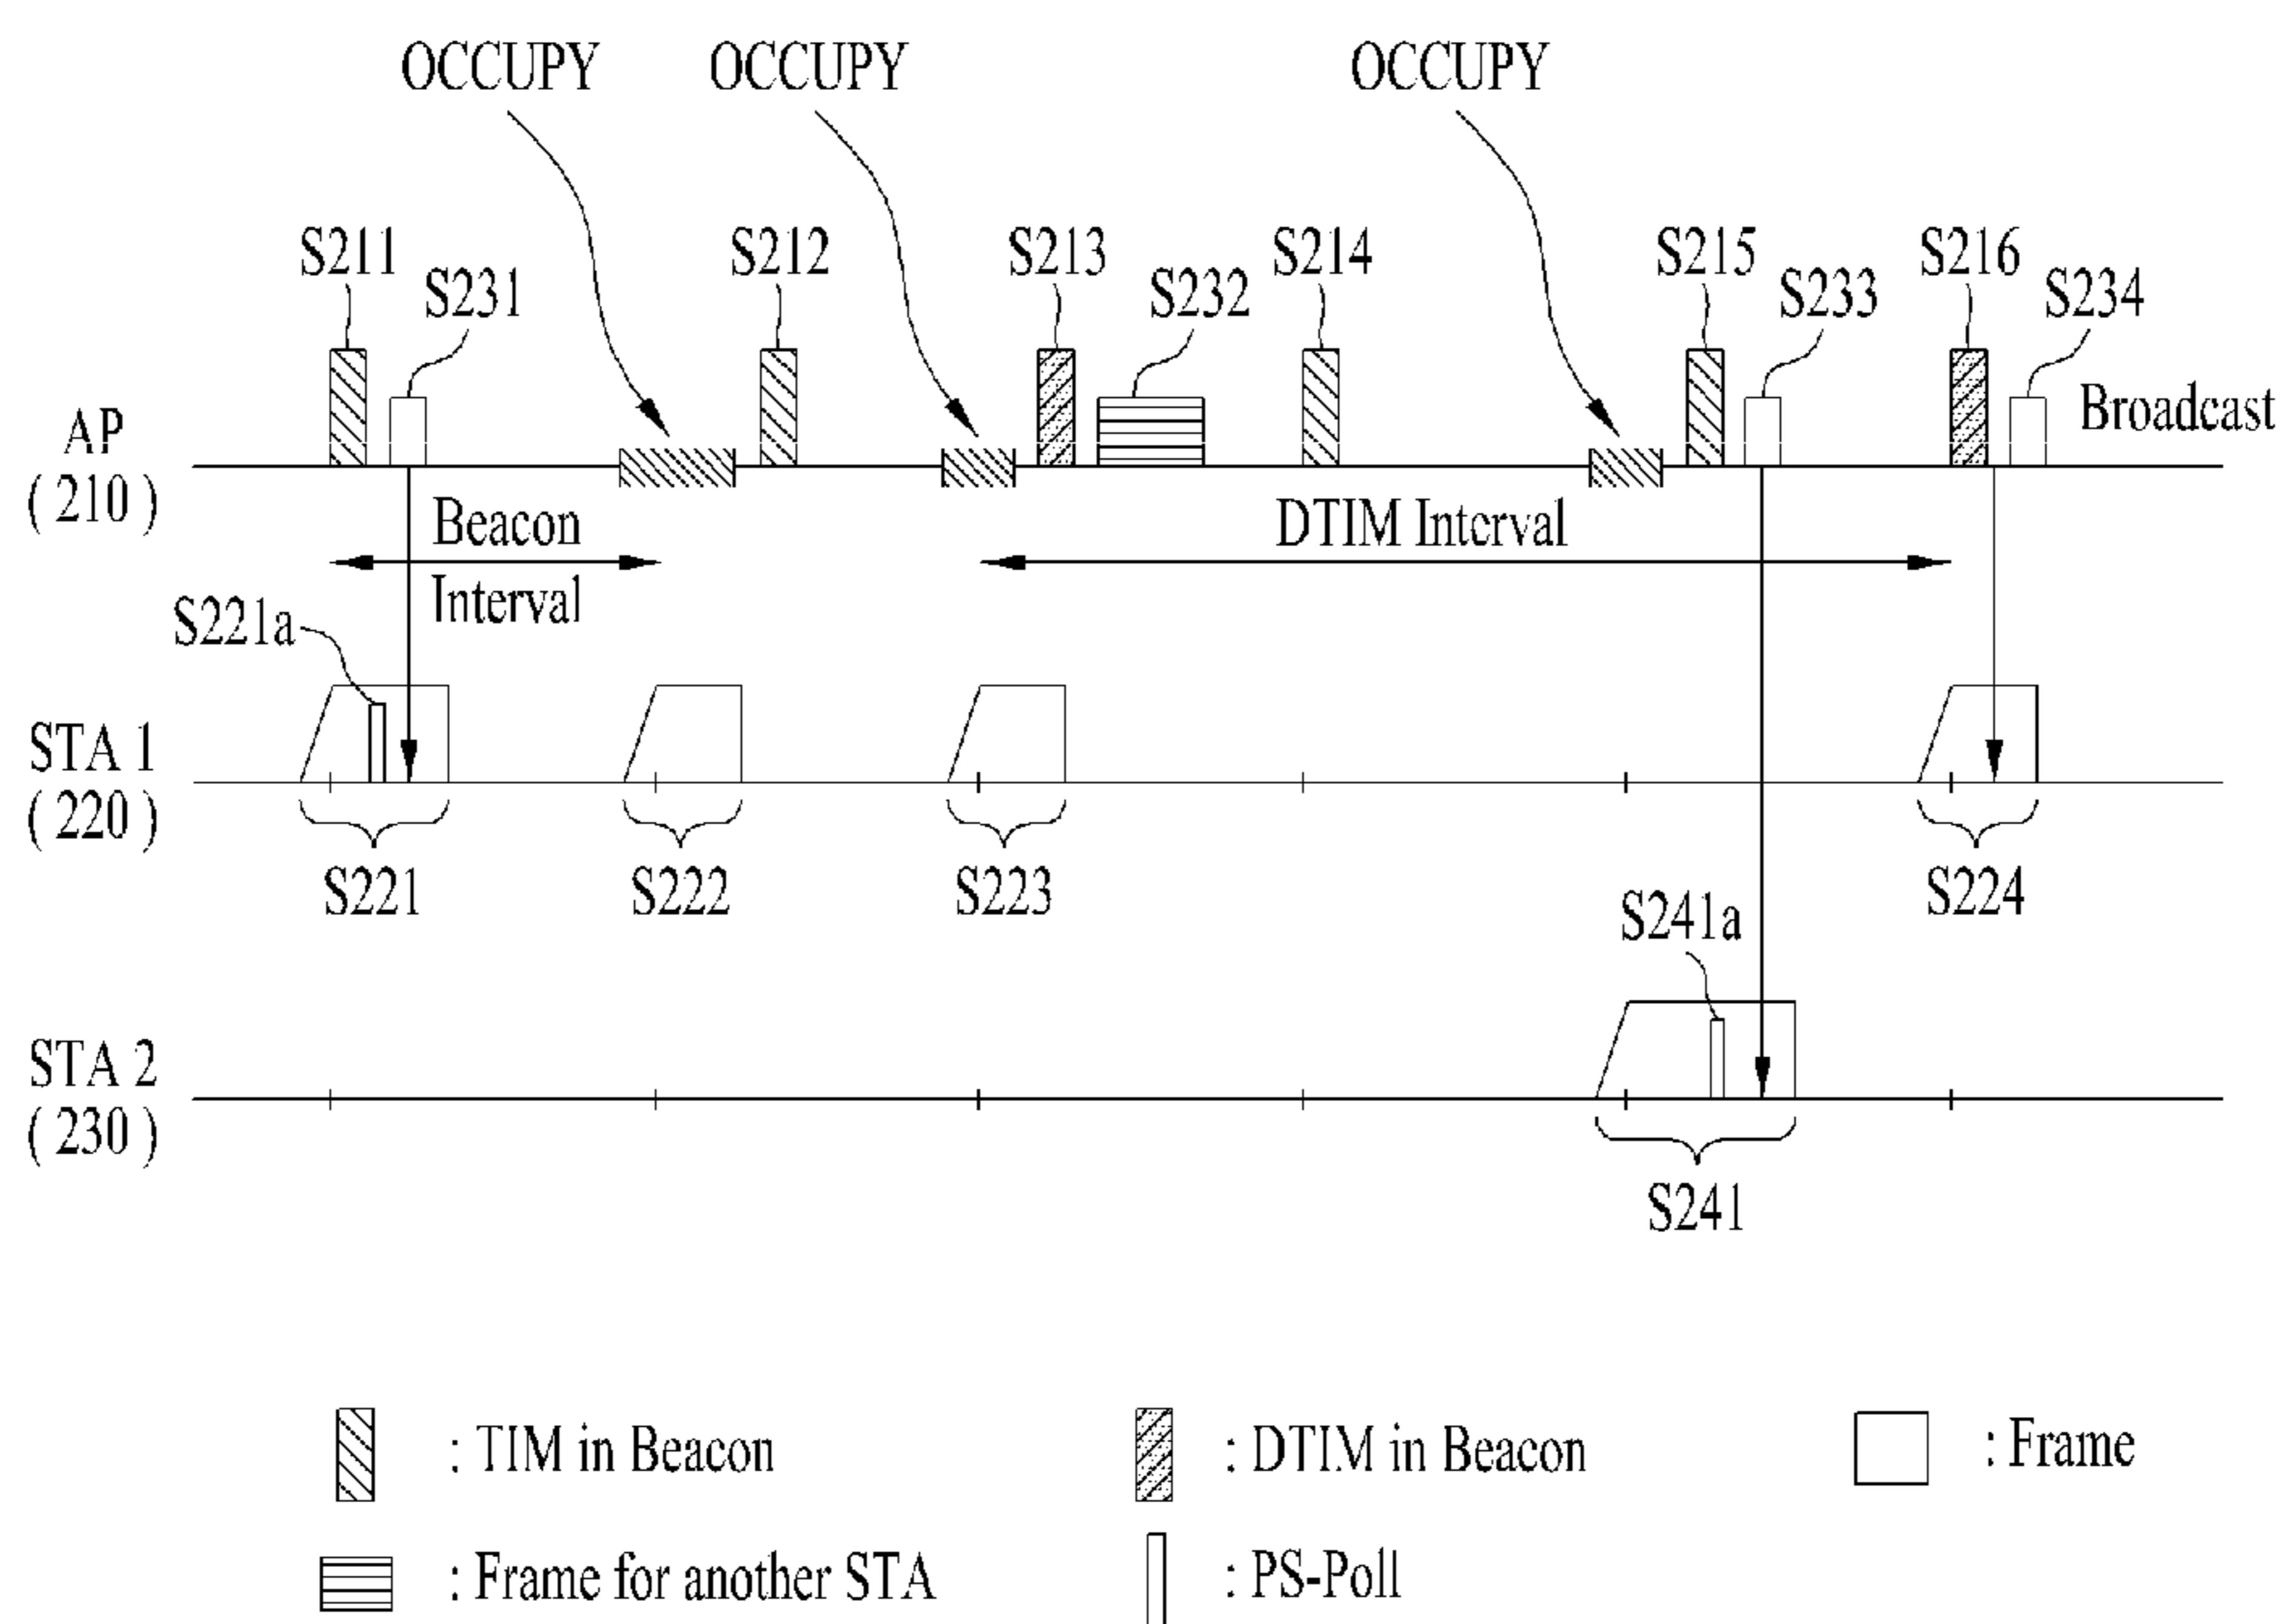 OCCUPY OCCUPY OCCUPY
S211 S212 S213 S214 S215 S216
S231 S232 S233 S234
Broadcast
AP
( 210 )
Beacon
Interval
DTIM Interval
S221a
STA 1
( 220 )
S221 S222 S223 S224
S241a
STA 2
( 230 )
S241
: TIM in Beacon : DTIM in Beacon : Frame
: Frame for another STA : PS-Poll